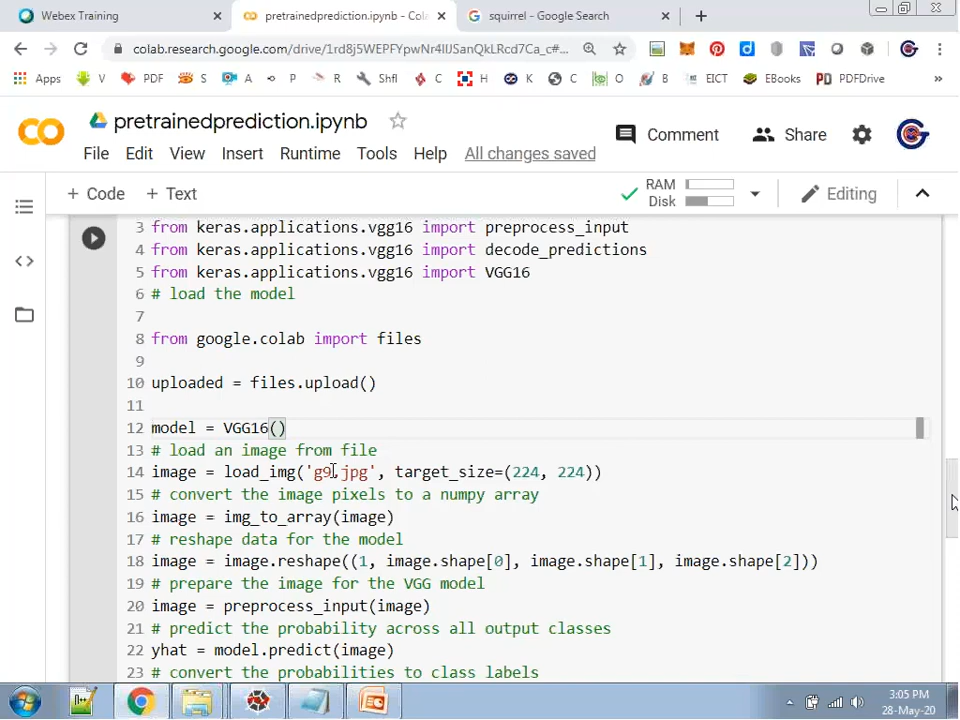 Webex Training
pretrainedprediction.ipynb - Cola
squirrel - Google Search
colab.research.google.com/drive/1rd8j5WEPFYpwNr4lIJSanQkLRcd7Ca_c#...
Apps V PDF S A P R Shfl C H K C O B EICT EBooks PD PDFDrive »
pretrainedprediction.ipynb
Comment Share
File Edit View Insert Runtime Tools Help All changes saved
+ Code + Text
RAM
Disk
Editing
3 from keras.applications.vgg16 import preprocess_input
4 from keras.applications.vgg16 import decode_predictions
5 from keras.applications.vgg16 import VGG16
6 # load the model
7
8 from google.colab import files
9
10 uploaded = files.upload()
11
12 model = VGG16()
13 # load an image from file
14 image = load_img('g9.jpg', target_size=(224, 224))
15 # convert the image pixels to a numpy array
16 image = img_to_array(image)
17 # reshape data for the model
18 image = image.reshape((1, image.shape[0], image.shape[1], image.shape[2]))
19 # prepare the image for the VGG model
20 image = preprocess_input(image)
21 # predict the probability across all output classes
22 yhat = model.predict(image)
23 # convert the probabilities to class labels
3:05 PM
28-May-20